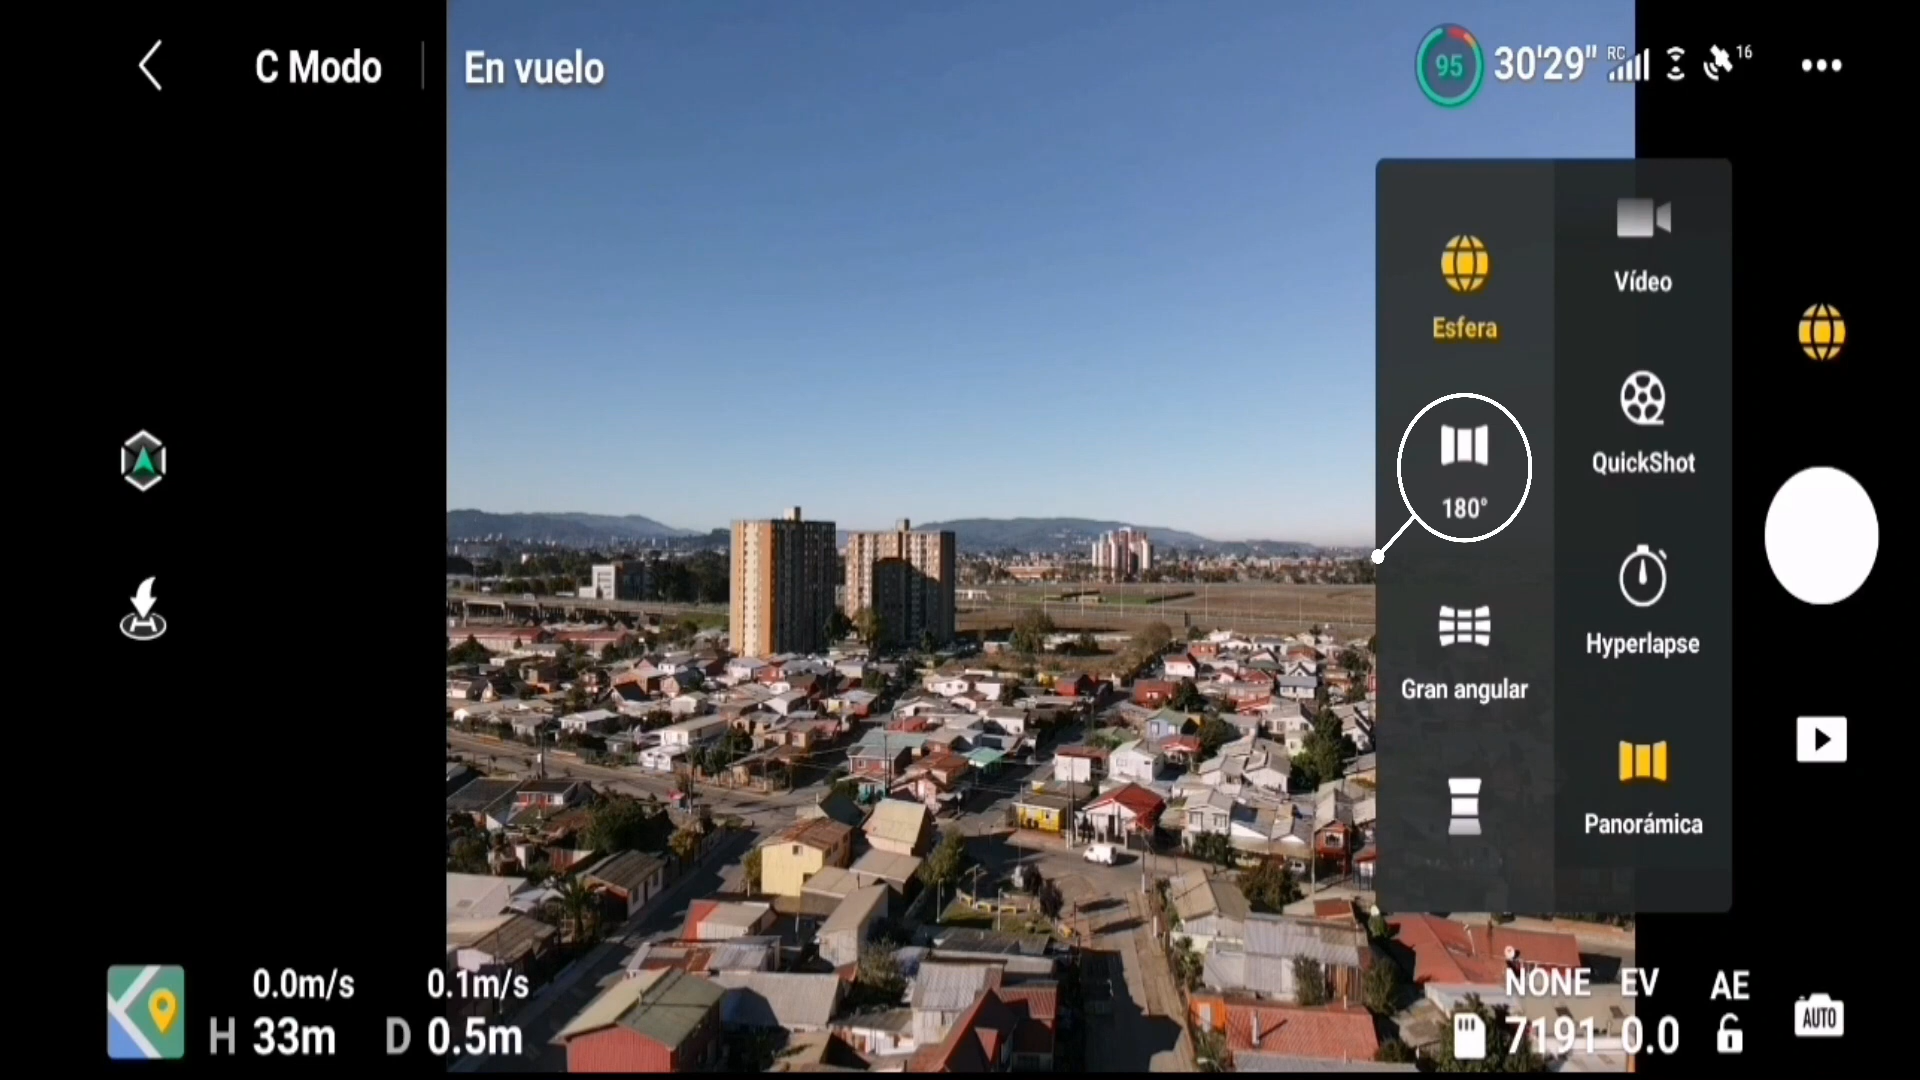 C Modo
En vuelo
95
30'29"
RC
16
Vídeo
Esfera
QuickShot
180°
Hyperlapse
Gran angular
Panorámica
0.0m/s
0.1m/s
H 33m
D 0.5m
NONE EV AE
7191 0.0
AUTO